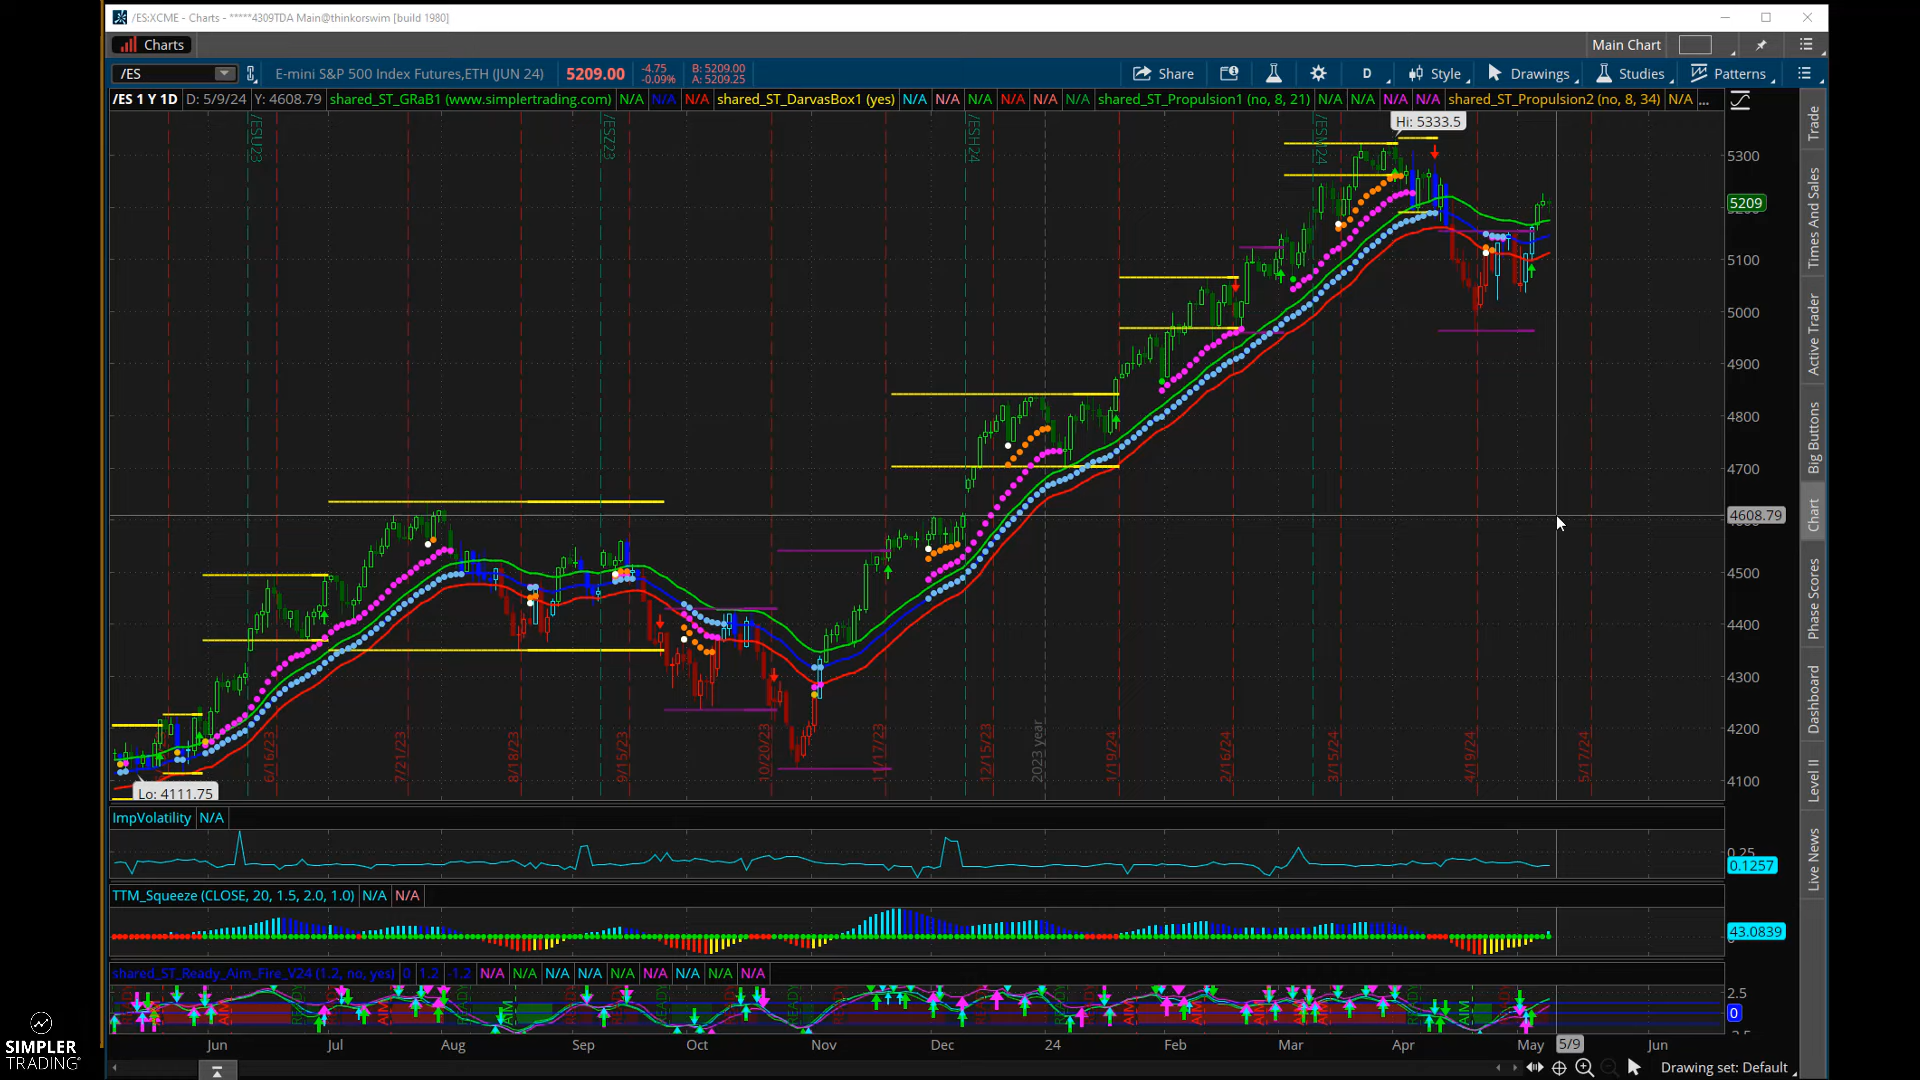 /ES:XCME - Charts - *****4309TDA Main@thinkorswim [build 1980]
Charts
Main Chart
/ES
E-mini S&P 500 Index Futures,ETH (JUN 24)
5209.00
-4.75
-0.09%
B: 5209.00
A: 5209.25
Share
D
Style
Drawings
Studies
Patterns
/ES 1 Y 1D
D: 5/9/24
Y: 4608.79
shared_ST_GRaB1 (www.simplertrading.com)
N/A
N/A
N/A
shared_ST_DarvasBox1 (yes)
N/A
N/A
N/A
N/A
N/A
N/A
shared_ST_Propulsion1 (no, 8, 21)
N/A
N/A
N/A
N/A
shared_ST_Propulsion2 (no, 8, 34)
N/A
...
/ESU23
/ESZ23
/ESH24
/ESM24
Hi: 5333.5
5300
5209
5100
5000
4900
4800
4700
4608.79
4500
4400
4300
4200
4100
6/16/23
7/21/23
8/18/23
9/15/23
10/20/23
11/17/23
12/15/23
2023 year
1/19/24
2/16/24
3/15/24
4/19/24
5/17/24
Lo: 4111.75
ImpVolatility
N/A
0.25
0.1257
TTM_Squeeze (CLOSE, 20, 1.5, 2.0, 1.0)
N/A
N/A
43.0839
shared_ST_Ready_Aim_Fire_V24 (1.2, no, yes)
0
1.2
-1.2
N/A
N/A
N/A
N/A
N/A
N/A
N/A
N/A
N/A
2.5
0
Jun
Jul
Aug
Sep
Oct
Nov
Dec
24
Feb
Mar
Apr
May
5/9
Jun
Drawing set: Default
Trade
Times And Sales
Active Trader
Big Buttons
Chart
Phase Scores
Dashboard
Level II
Live News
SIMPLER
TRADING